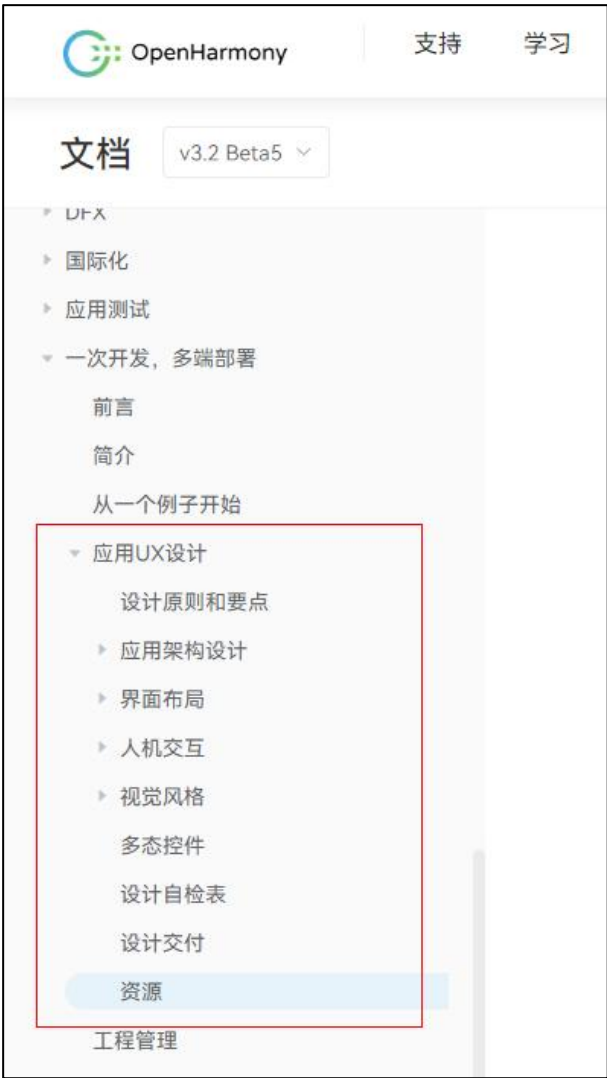 OpenHarmony 支持 学习
文档 v3.2 Beta5
DFX
国际化
应用测试
一次开发，多端部署
前言
简介
从一个例子开始
应用UX设计
设计原则和要点
应用架构设计
界面布局
人机交互
视觉风格
多态控件
设计自检表
设计交付
资源
工程管理